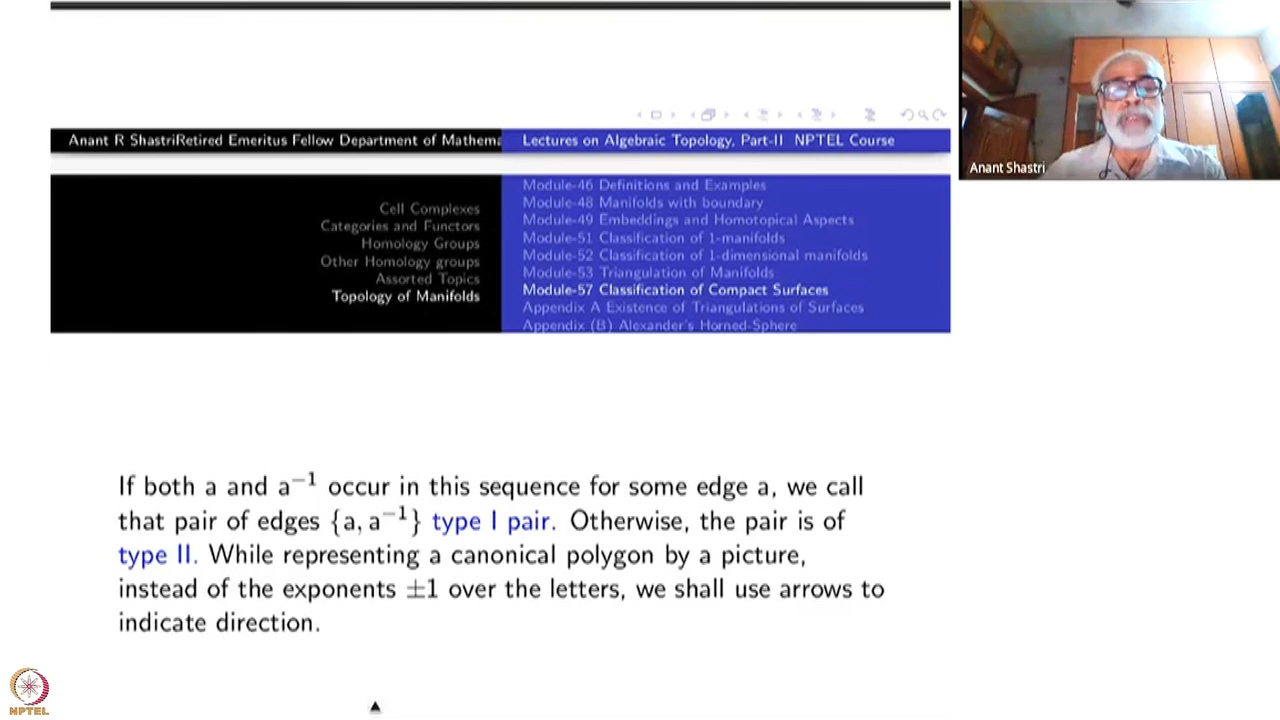 Anant R ShastriRetired Emeritus Fellow Department of Mathema
Lectures on Algebraic Topology, Part-II NPTEL Course
Cell Complexes
Categories and Functors
Homology Groups
Other Homology groups
Assorted Topics
Topology of Manifolds
Module-46 Definitions and Examples
Module-48 Manifolds with boundary
Module-49 Embeddings and Homotopical Aspects
Module-51 Classification of 1-manifolds
Module-52 Classification of 1-dimensional manifolds
Module-53 Triangulation of Manifolds
Module-57 Classification of Compact Surfaces
Appendix A Existence of Triangulations of Surfaces
Appendix (B) Alexander's Horned-Sphere
Anant Shastri
If both a and a⁻¹ occur in this sequence for some edge a, we call
that pair of edges {a, a⁻¹} type I pair. Otherwise, the pair is of
type II. While representing a canonical polygon by a picture,
instead of the exponents ±1 over the letters, we shall use arrows to
indicate direction.
NPTEL